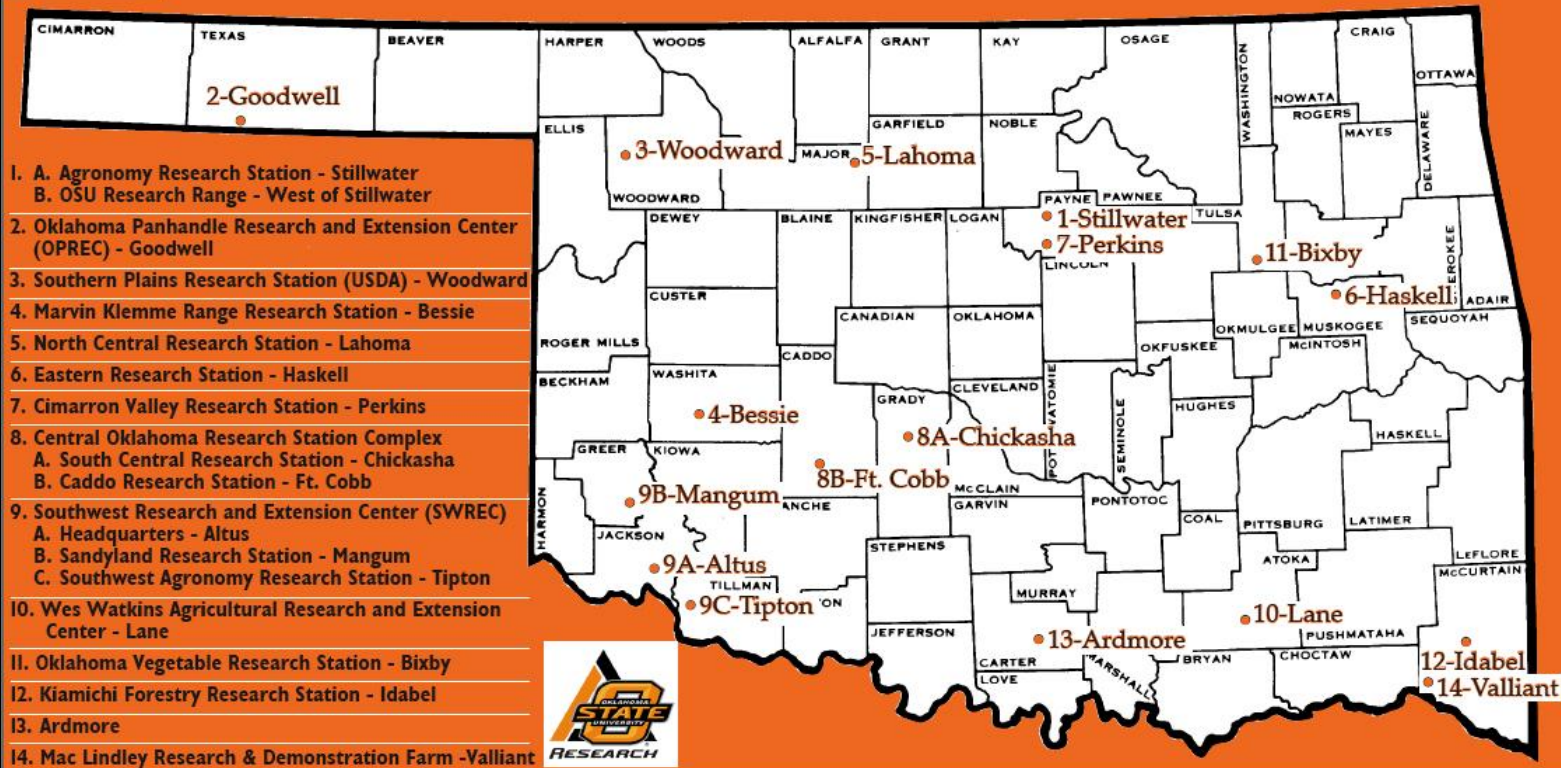 CIMARRON
TEXAS
BEAVER
HARPER
WOODS
ALFALFA
GRANT
KAY
OSAGE
WASHINGTON
NOWATA
CRAIG
OTTAWA
2-Goodwell
ELLIS
3-Woodward
WOODWARD
MAJOR
5-Lahoma
GARFIELD
NOBLE
ROGERS
MAYES
DELAWARE
PAYNE
PAWNEE
1-Stillwater
7-Perkins
TULSA
DEWEY
BLAINE
KINGFISHER
LOGAN
LINCOLN
11-Bixby
6-Haskell
EROKEE
ADAIR
CUSTER
CANADIAN
OKLAHOMA
OKMULGEE
MUSKOGEE
SEQUOYAH
ROGER MILLS
CADDO
OKFUSKEE
McINTOSH
BECKHAM
WASHITA
4-Bessie
GRADY
CLEVELAND
8A-Chickasha
SEMINOLE
HUGHES
HASKELL
GREER
KIOWA
8B-Ft. Cobb
McCLAIN
9B-Mangum
ANCHE
GARVIN
PONTOTOC
COAL
PITTSBURG
LATIMER
HARMON
JACKSON
STEPHENS
ATOKA
LEFLORE
McCURTAIN
9A-Altus
TILLMAN
9C-Tipton
ON
MURRAY
10-Lane
JEFFERSON
13-Ardmore
PUSHMATAHA
CARTER
LOVE
MARSHALL
BRYAN
CHOCTAW
12-Idabel
14-Valliant
1. A. Agronomy Research Station - Stillwater
B. OSU Research Range - West of Stillwater
2. Oklahoma Panhandle Research and Extension Center
(OPREC) - Goodwell
3. Southern Plains Research Station (USDA) - Woodward
4. Marvin Klemme Range Research Station - Bessie
5. North Central Research Station - Lahoma
6. Eastern Research Station - Haskell
7. Cimarron Valley Research Station - Perkins
8. Central Oklahoma Research Station Complex
A. South Central Research Station - Chickasha
B. Caddo Research Station - Ft. Cobb
9. Southwest Research and Extension Center (SWREC)
A. Headquarters - Altus
B. Sandyland Research Station - Mangum
C. Southwest Agronomy Research Station - Tipton
10. Wes Watkins Agricultural Research and Extension
Center - Lane
11. Oklahoma Vegetable Research Station - Bixby
12. Kiamichi Forestry Research Station - Idabel
13. Ardmore
14. Mac Lindley Research & Demonstration Farm -Valliant
OKLAHOMA
STATE
UNIVERSITY
RESEARCH